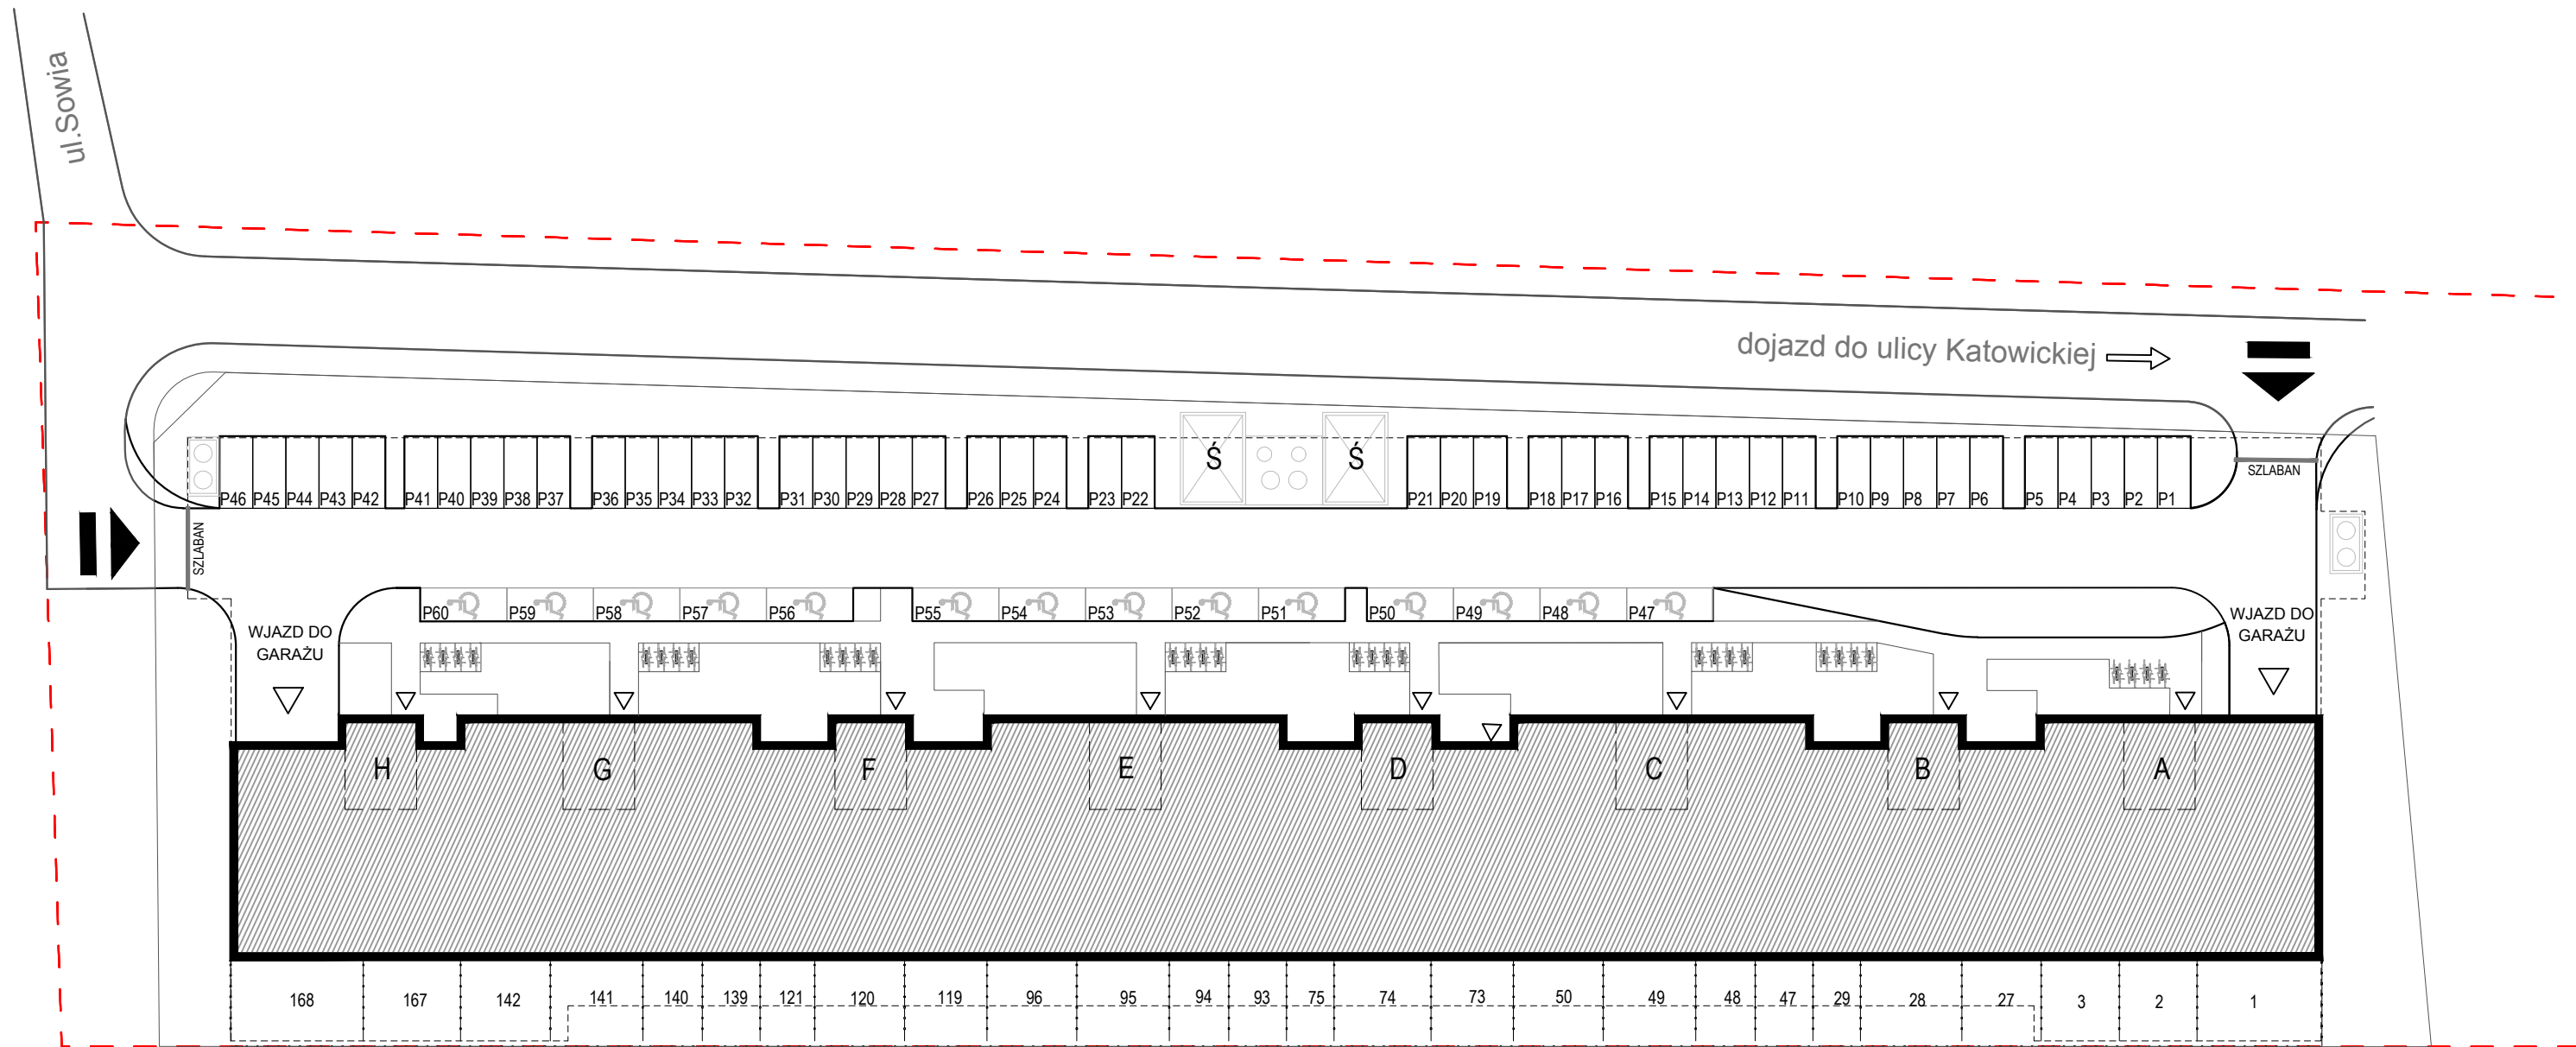 ul.Sowia
dojazd do ulicy Katowickiej
Ś Ś
SZLABAN
P46 P45 P44 P43 P42 P41 P40 P39 P38 P37 P36 P35 P34 P33 P32 P31 P30 P29 P28 P27 P26 P25 P24 P23 P22 P21 P20 P19 P18 P17 P16 P15 P14 P13 P12 P11 P10 P9 P8 P7 P6 P5 P4 P3 P2 P1
SZLABAN
P60 P59 P58 P57 P56 P55 P54 P53 P52 P51 P50 P49 P48 P47
WJAZD DO
GARAŻU
WJAZD DO
GARAŻU
H G F E D C B A
168 167 142 141 140 139 121 120 119 96 95 94 93 75 74 73 50 49 48 47 29 28 27 3 2 1